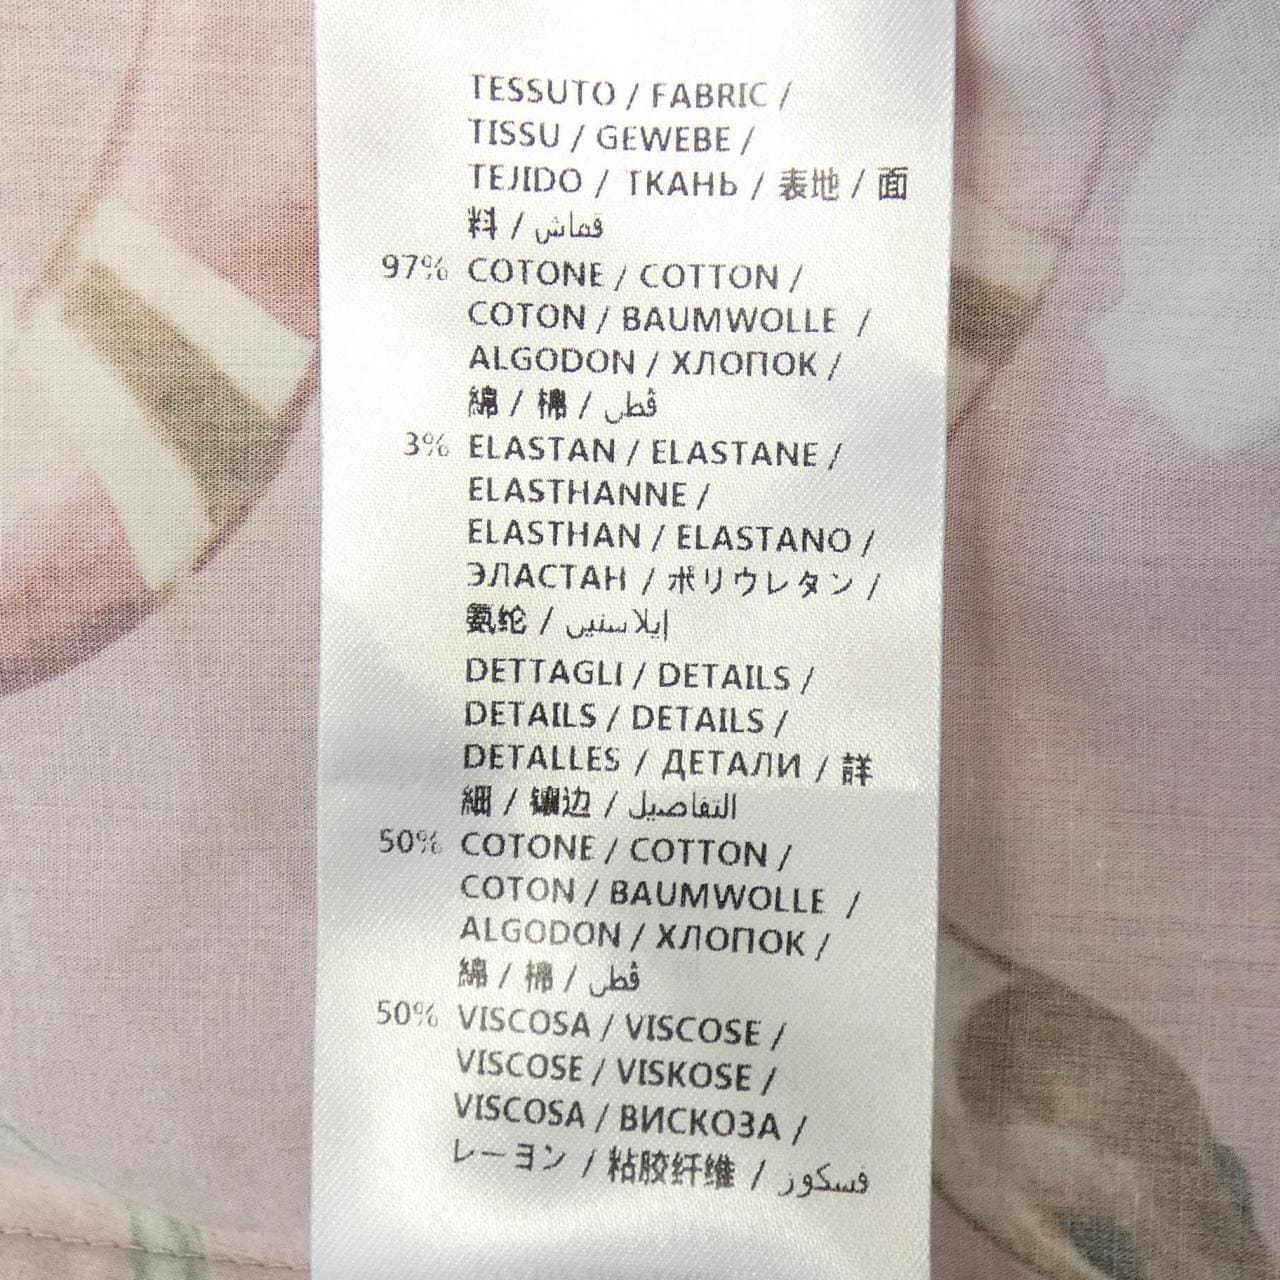 TESSUTO / FABRIC /
TISSU / GEWEBE /
TEJIDO / ТКАНЬ / 表地 / 面
料 / قماش
97% COTONE / COTTON /
COTON / BAUMWOLLE /
ALGODON / ХЛОПОК /
綿 / 棉 / قطن
3% ELASTAN / ELASTANE /
ELASTHANNE /
ELASTHAN / ELASTANO /
ЭЛАСТАН / ポリウレタン /
氨纶 / إيلاستين
DETTAGLI / DETAILS /
DETAILS / DETAILS /
DETALLES / ДЕТАЛИ / 詳
細 / 镶边 / التفاصيل
50% COTONE / COTTON /
COTON / BAUMWOLLE /
ALGODON / ХЛОПОК /
綿 / 棉 / قطن
50% VISCOSA / VISCOSE /
VISCOSE / VISKOSE /
VISCOSA / ВИСКОЗА /
レーヨン / 粘胶纤维 / فسكوز